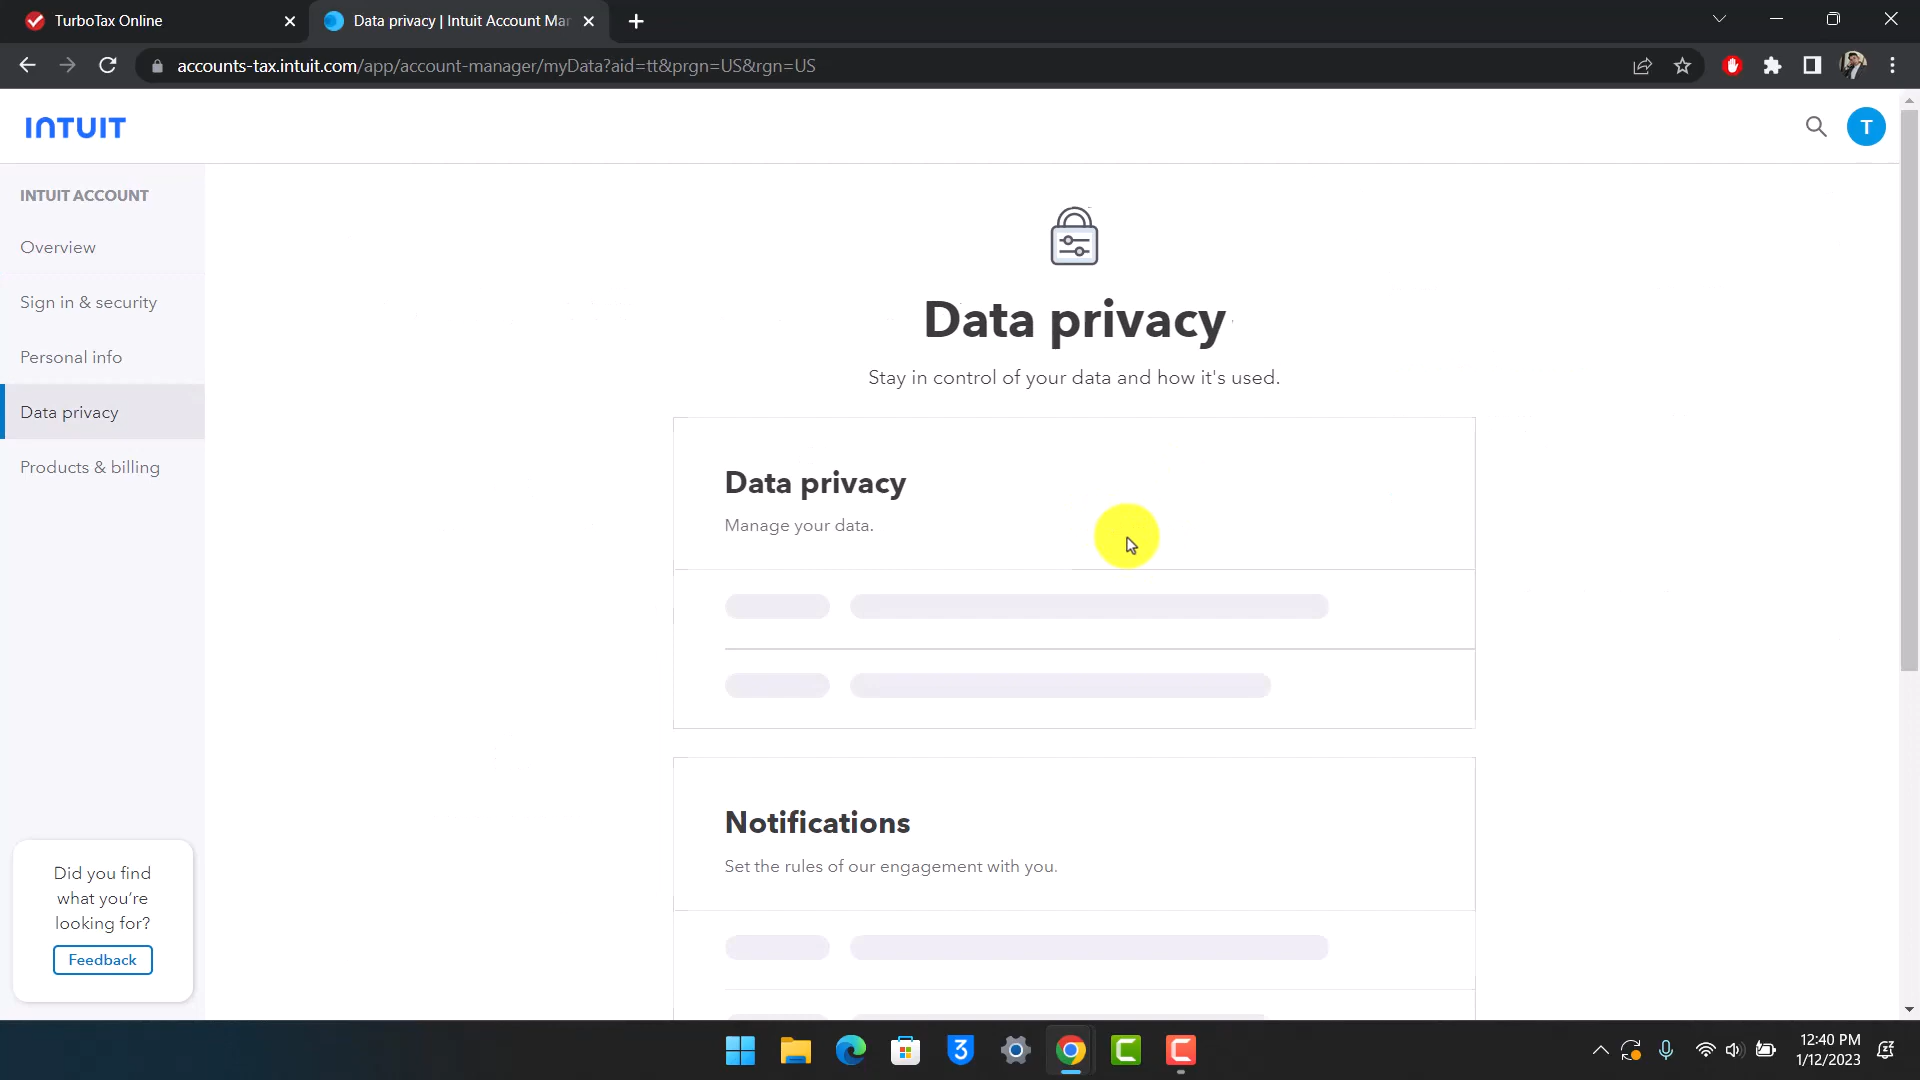 TurboTax Online
Data privacy | Intuit Account Mar
accounts-tax.intuit.com/app/account-manager/myData?aid=tt&prgn=US&rgn=US
INTUIT
T
INTUIT ACCOUNT
Overview
Sign in & security
Personal info
Data privacy
Products & billing
Data privacy
Stay in control of your data and how it's used.
Data privacy
Manage your data.
Notifications
Set the rules of our engagement with you.
Did you find
what you're
looking for?
Feedback
3
12:40 PM
1/12/2023